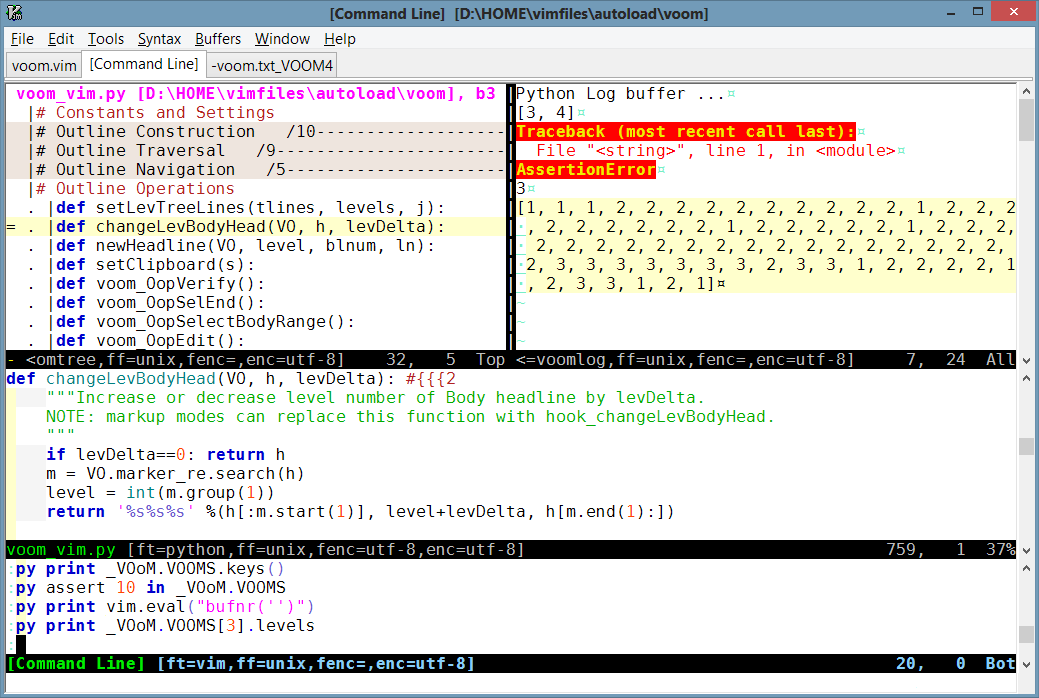 [Command Line]  [D:\HOME\vimfiles\autoload\voom]
File Edit Tools Syntax Buffers Window Help
voom.vim [Command Line] -voom.txt_VOOM4
voom_vim.py [D:\HOME\vimfiles\autoload\voom], b3
|# Constants and Settings
|# Outline Construction   /10-------------------
|# Outline Traversal   /9-----------------------
|# Outline Navigation   /5----------------------
|# Outline Operations
. |def setLevTreeLines(tlines, levels, j):
= . |def changeLevBodyHead(VO, h, levDelta):
. |def newHeadline(VO, level, blnum, ln):
. |def setClipboard(s):
. |def voom_OopVerify():
. |def voom_OopSelEnd():
. |def voom_OopSelectBodyRange():
. |def voom_OopEdit():
- <omtree,ff=unix,fenc=,enc=utf-8]    32,   5  Top
Python Log buffer ...¤
[3, 4]¤
Traceback (most recent call last):¤
  File "<string>", line 1, in <module>¤
AssertionError¤
3¤
[1, 1, 1, 2, 2, 2, 2, 2, 2, 2, 2, 2, 2, 1, 2, 2, 2
, 2, 2, 2, 2, 2, 2, 1, 2, 2, 2, 2, 2, 1, 2, 2, 2,
2, 2, 2, 2, 2, 2, 2, 2, 2, 2, 2, 2, 2, 2, 2, 2,
2, 3, 3, 3, 3, 3, 3, 3, 2, 3, 3, 1, 2, 2, 2, 2, 1
, 2, 3, 3, 1, 2, 1]¤
~
~
~
<=voomlog,ff=unix,fenc=,enc=utf-8]     7,  24  All
def changeLevBodyHead(VO, h, levDelta): #{{{2
    """Increase or decrease level number of Body headline by levDelta.
    NOTE: markup modes can replace this function with hook_changeLevBodyHead.
    """
    if levDelta==0: return h
    m = VO.marker_re.search(h)
    level = int(m.group(1))
    return '%s%s%s' %(h[:m.start(1)], level+levDelta, h[m.end(1):])
voom_vim.py [ft=python,ff=unix,fenc=utf-8,enc=utf-8] 759,   1  37%
:py print _VOoM.VOOMS.keys()
:py assert 10 in _VOoM.VOOMS
:py print vim.eval("bufnr('')")
:py print _VOoM.VOOMS[3].levels
:
[Command Line] [ft=vim,ff=unix,fenc=,enc=utf-8] 20,   0  Bot